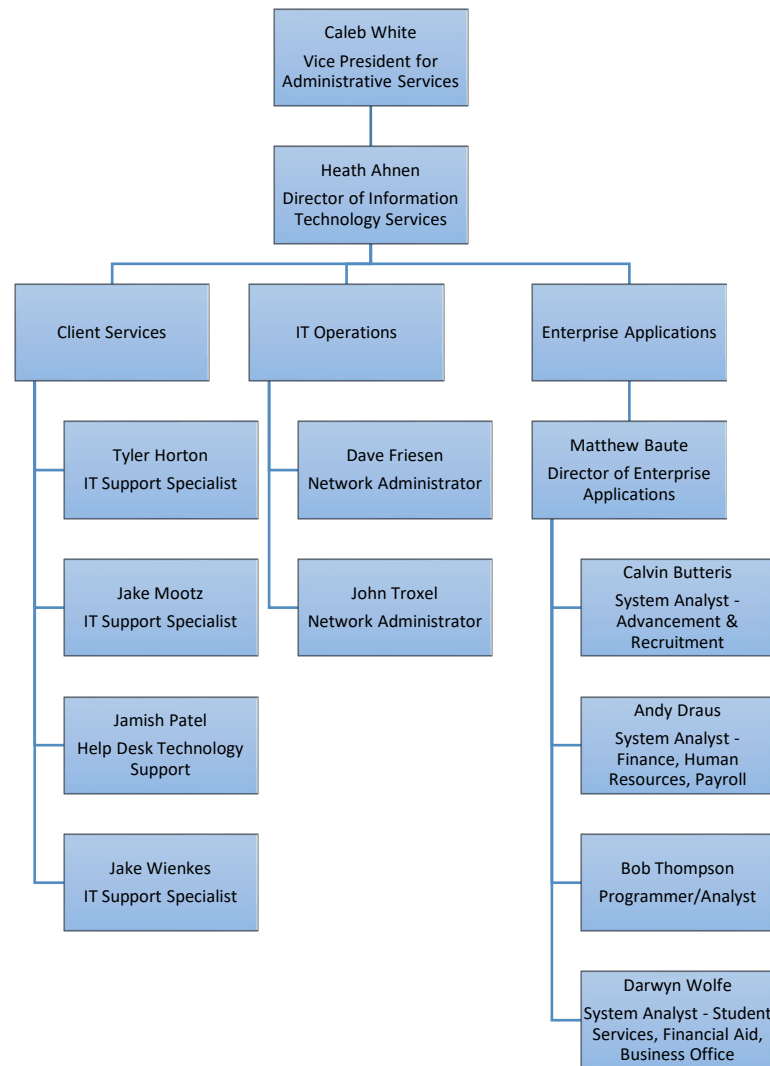 Caleb White
Vice President for
Administrative Services
Heath Ahnen
Director of Information
Technology Services
Client Services
IT Operations
Enterprise Applications
Tyler Horton
IT Support Specialist
Dave Friesen
Network Administrator
Matthew Baute
Director of Enterprise
Applications
Jake Mootz
IT Support Specialist
John Troxel
Network Administrator
Calvin Butteris
System Analyst -
Advancement &
Recruitment
Jamish Patel
Help Desk Technology
Support
Andy Draus
System Analyst -
Finance, Human
Resources, Payroll
Jake Wienkes
IT Support Specialist
Bob Thompson
Programmer/Analyst
Darwyn Wolfe
System Analyst - Student
Services, Financial Aid,
Business Office